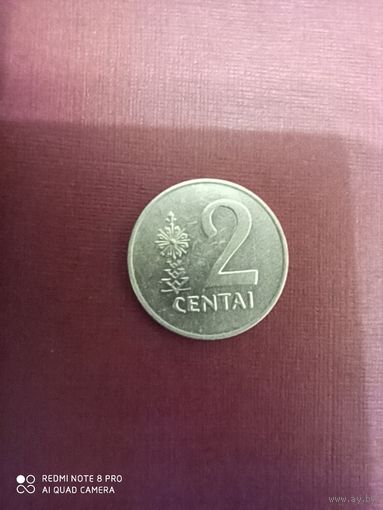 2
CENTAI
REDMI NOTE 8 PRO
AI QUAD CAMERA
www.ay.by